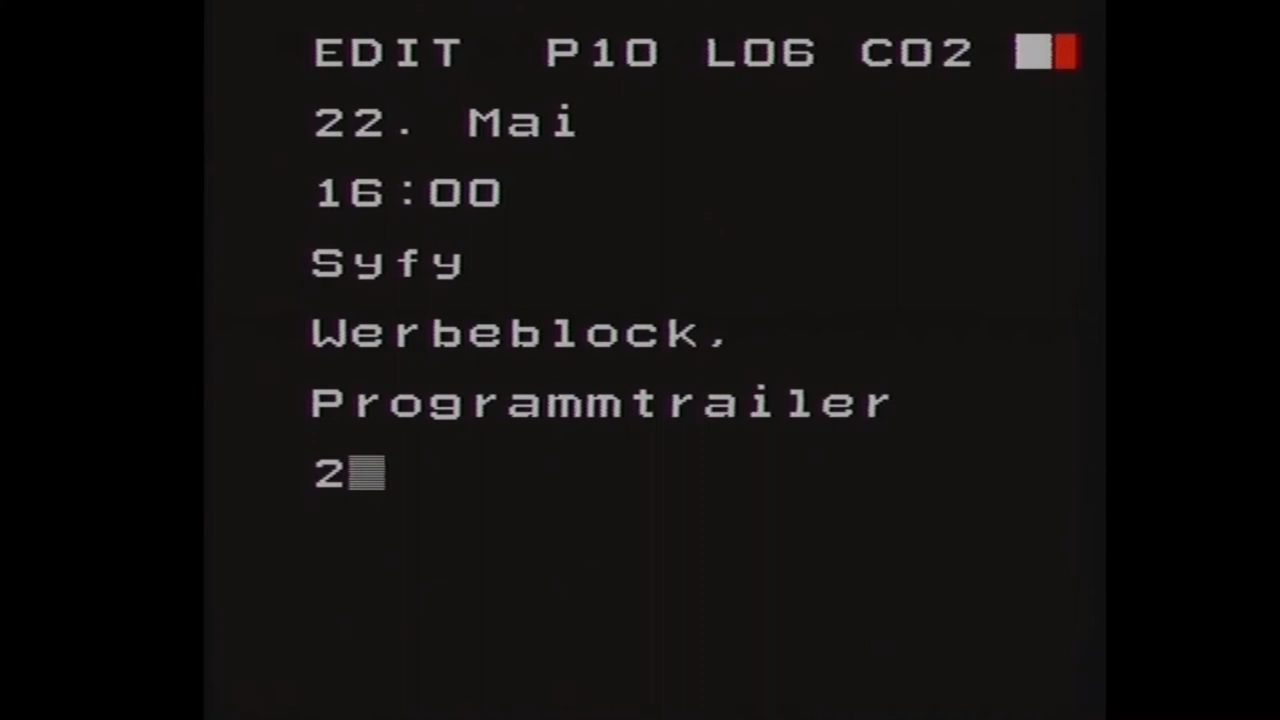 EDIT P10 L06 C02
22. Mai
16:00
Syfy
Werbeblock,
Programmtrailer
2